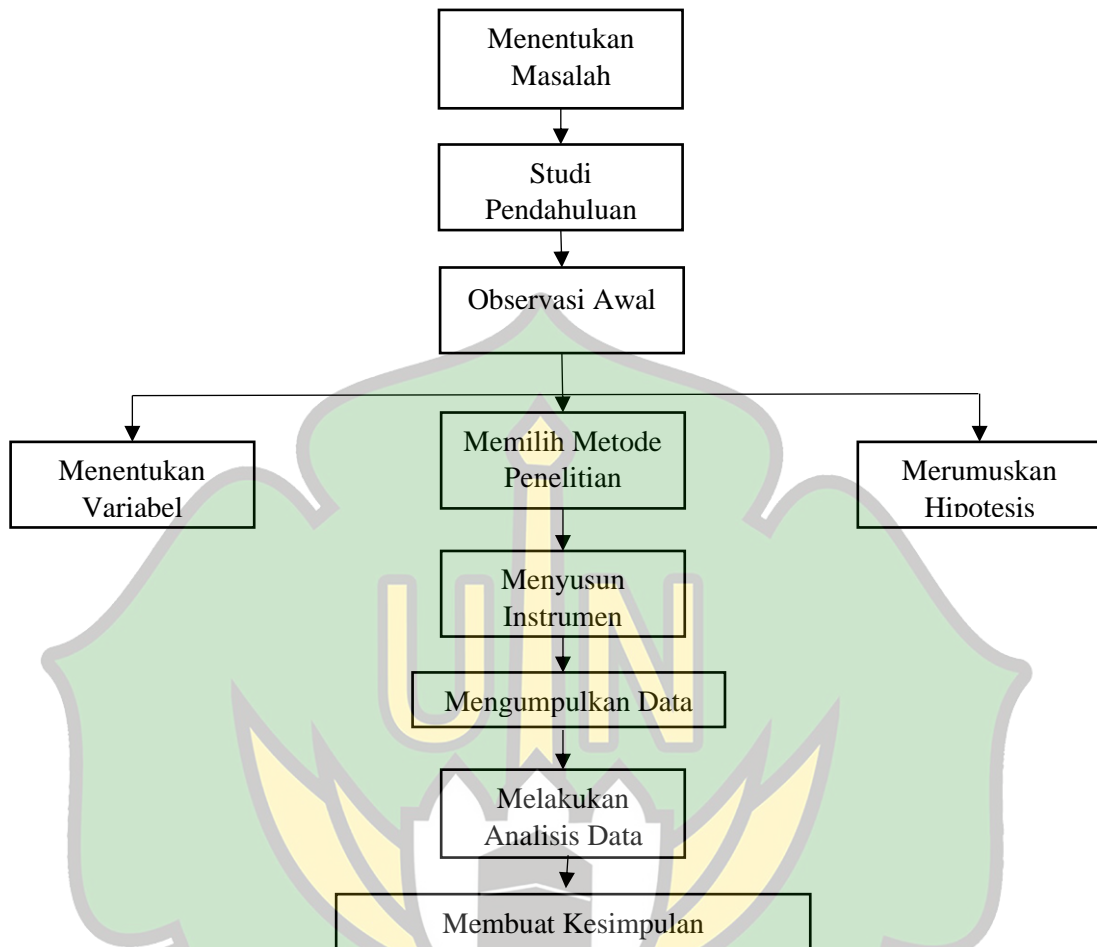 Menentukan
Masalah
Studi
Pendahuluan
Observasi Awal
Menentukan
Variabel
Memilih Metode
Penelitian
Merumuskan
Hipotesis
Menyusun
Instrumen
UIN
Mengumpulkan Data
Melakukan
Analisis Data
Membuat Kesimpulan